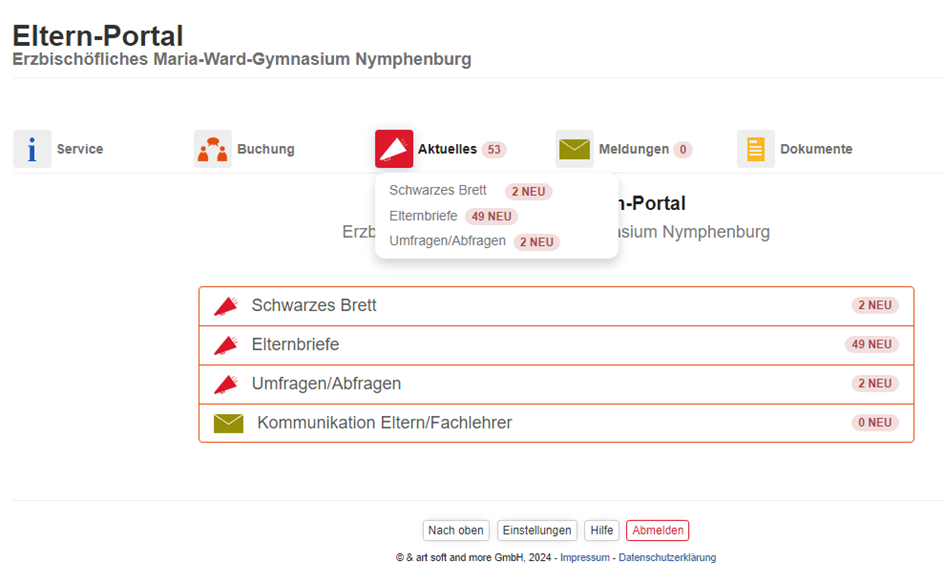 Eltern-Portal
Erzbischöfliches Maria-Ward-Gymnasium Nymphenburg
Service
Buchung
Aktuelles 53
Meldungen 0
Dokumente
Schwarzes Brett 2 NEU
Elternbriefe 49 NEU
Umfragen/Abfragen 2 NEU
n-Portal
Erzb
sium Nymphenburg
Schwarzes Brett 2 NEU
Elternbriefe 49 NEU
Umfragen/Abfragen 2 NEU
Kommunikation Eltern/Fachlehrer 0 NEU
Nach oben Einstellungen Hilfe Abmelden
© & art soft and more GmbH, 2024 - Impressum - Datenschutzerklärung